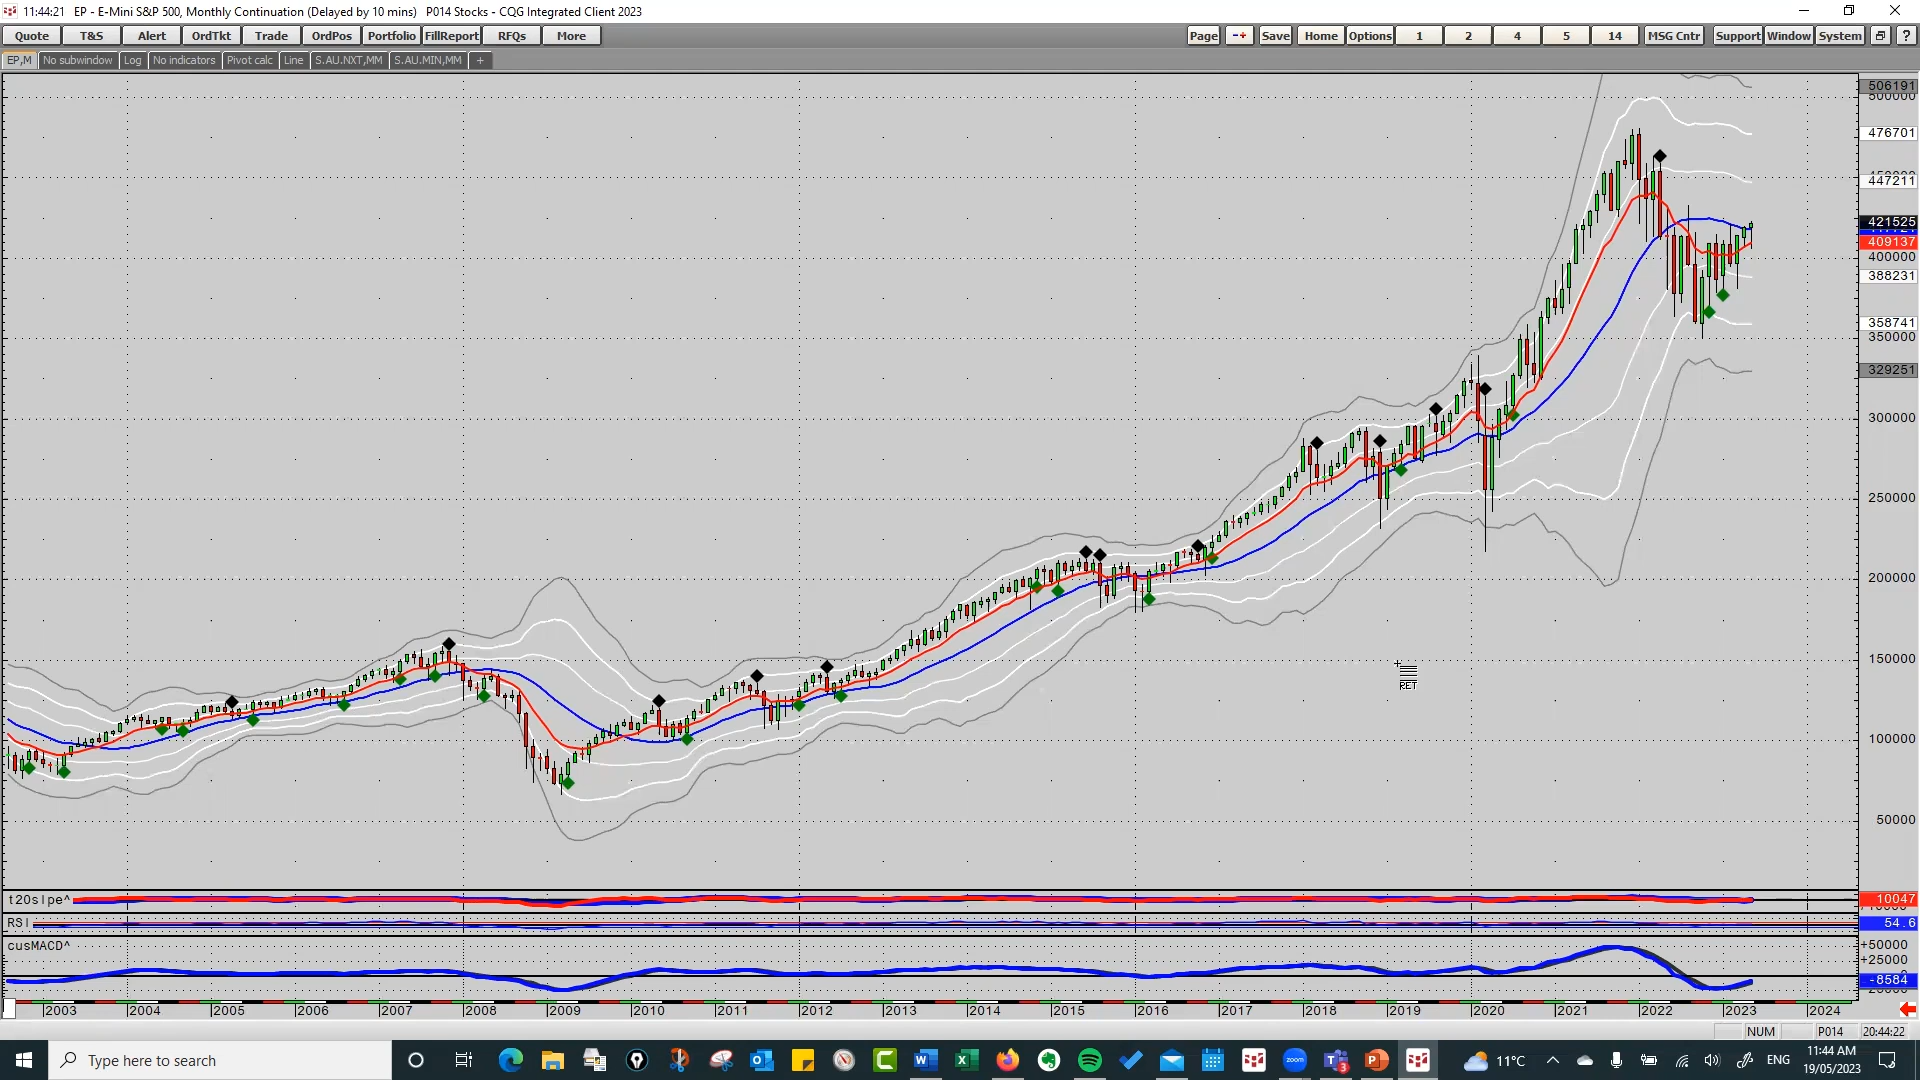 11:44:21 EP - E-Mini S&P 500, Monthly Continuation (Delayed by 10 mins) P014 Stocks - CQG Integrated Client 2023
Quote T&S Alert OrdTkt Trade OrdPos Portfolio FillReport RFQs More Page -+ Save Home Options 1 2 4 5 14 MSG Cntr Support Window System ?
EP,M No subwindow Log No indicators Pivot calc Line S.AU.NXT,MM S.AU.MIN,MM +
506191
500000
476701
447211
421525
409137
400000
388231
358741
350000
329251
300000
250000
200000
150000
RET
100000
50000
t20slpe^ 10047
RSI 54.6
cusMACD^ +50000
+25000
-8584
2003 2004 2005 2006 2007 2008 2009 2010 2011 2012 2013 2014 2015 2016 2017 2018 2019 2020 2021 2022 2023 2024
NUM P014 20:44:22
Type here to search zoom 3 11°C ENG 11:44 AM
19/05/2023